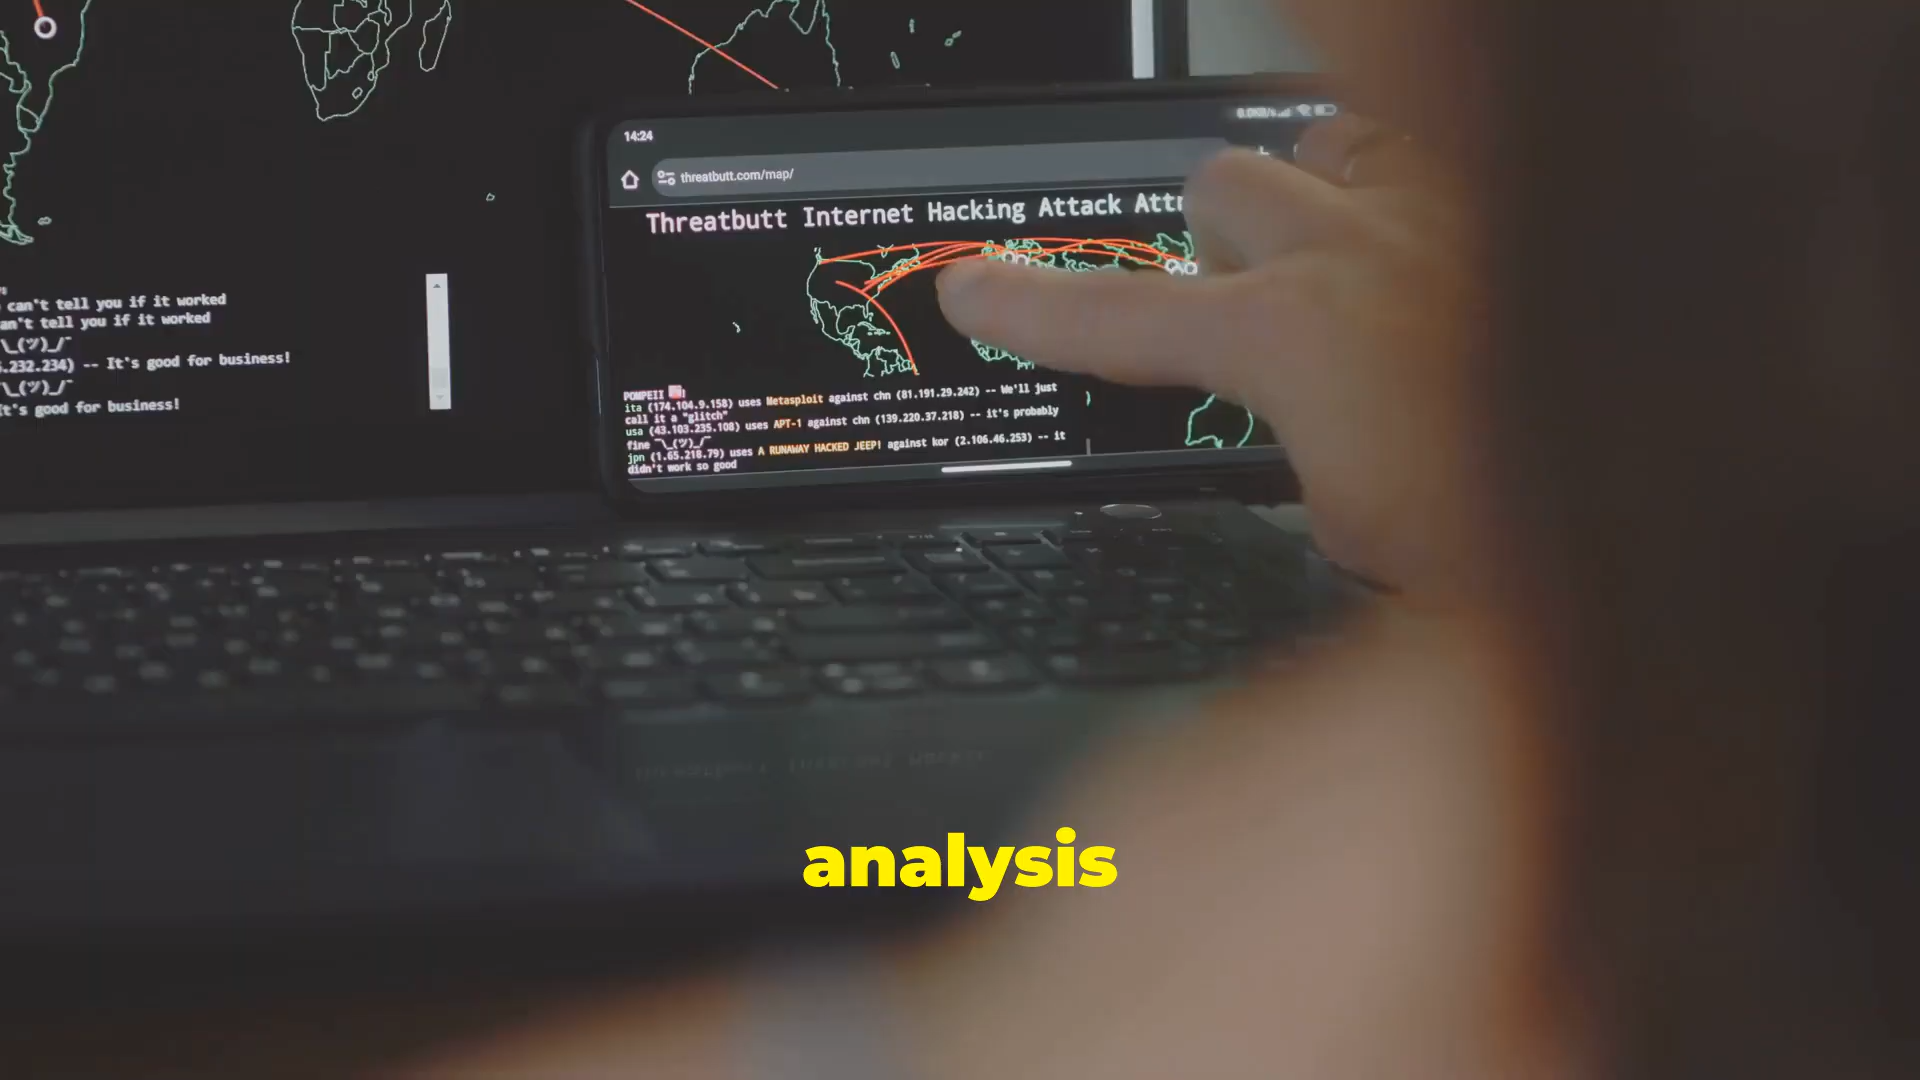 can't tell you if it worked
an't tell you if it worked
¯\_(ツ)_/¯
.232.234) -- It's good for business!
¯\_(ツ)_/¯
It's good for business!
14:24
threatbutt.com/map/
Threatbutt Internet Hacking Attack Attr
POMPEII !
ita (174.104.9.158) uses Metasploit against chn (81.191.29.242) -- We'll just
call it a "glitch"
usa (43.103.235.108) uses APT-1 against chn (139.220.37.218) -- it's probably
fine ¯\_(ツ)_/¯
jpn (1.65.218.79) uses A RUNAWAY HACKED JEEP! against kor (2.106.46.253) -- it
didn't work so good
analysis